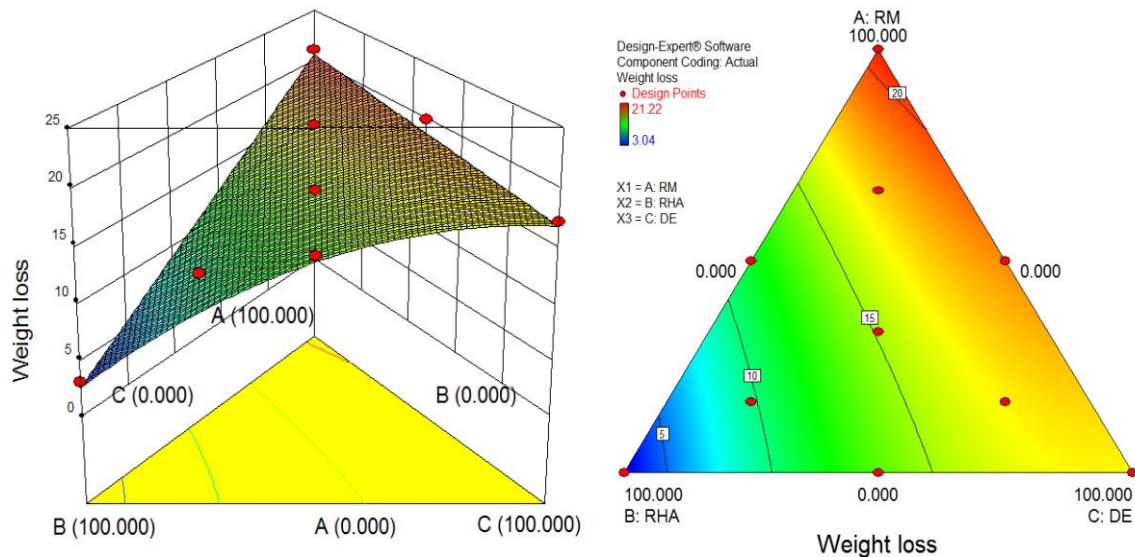 25
20
15
10
5
0
Weight loss
A (100.000)
C (0.000)
B (0.000)
B (100.000)
A (0.000)
C (100.000)
Design-Expert® Software
Component Coding: Actual
Weight loss
Design Points
21.22
3.04
X1 = A: RM
X2 = B: RHA
X3 = C: DE
A: RM
100.000
20
0.000
0.000
15
10
5
100.000
0.000
100.000
B: RHA
C: DE
Weight loss